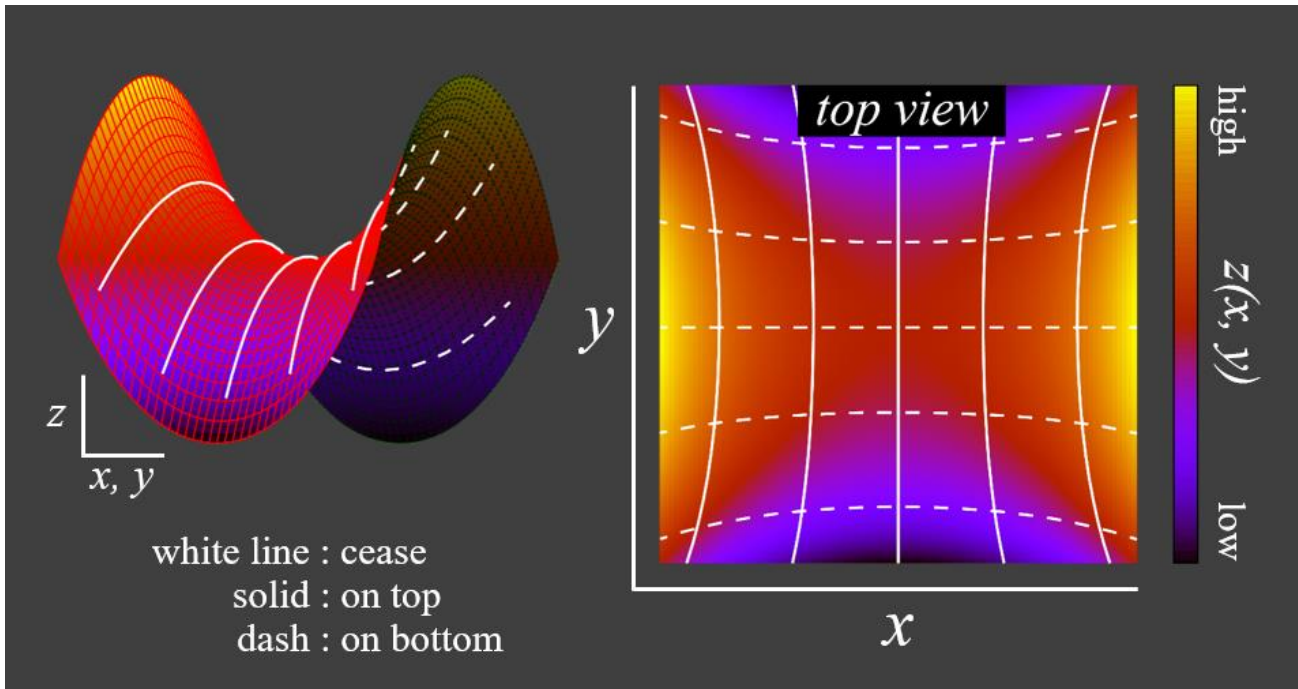 z
x, y
white line : cease
solid : on top
dash : on bottom
top view
y
x
high
z(x, y)
low